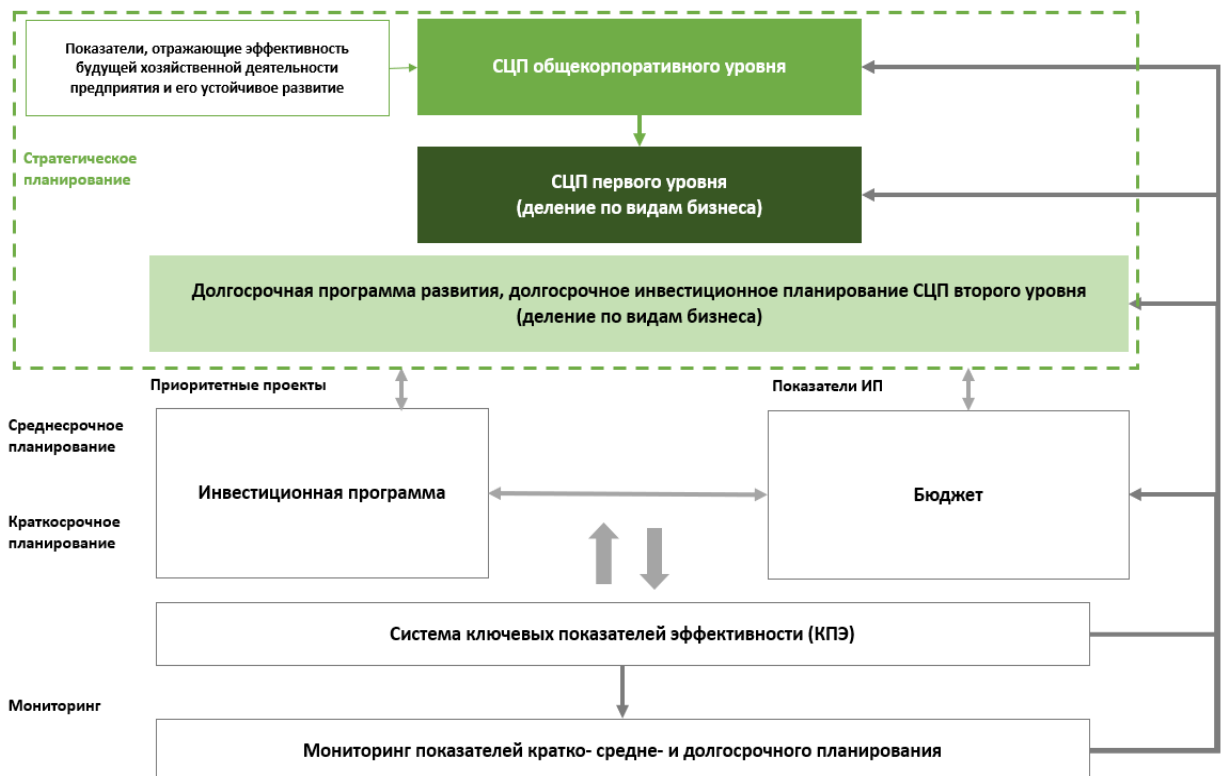 Показатели, отражающие эффективность
будущей хозяйственной деятельности
предприятия и его устойчивое развитие
СЦП общекорпоративного уровня
Стратегическое
планирование
СЦП первого уровня
(деление по видам бизнеса)
Долгосрочная программа развития, долгосрочное инвестиционное планирование СЦП второго уровня
(деление по видам бизнеса)
Приоритетные проекты
Показатели ИП
Среднесрочное
планирование
Инвестиционная программа
Бюджет
Краткосрочное
планирование
Система ключевых показателей эффективности (КПЭ)
Мониторинг
Мониторинг показателей кратко- средне- и долгосрочного планирования